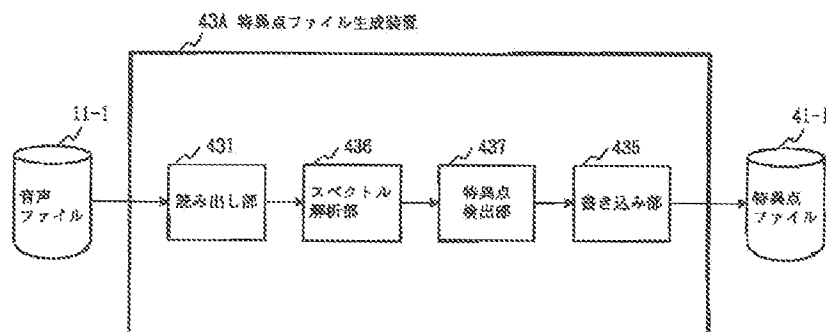 43A 特異点ファイル生成装置
11-1
431
436
437
435
41-1
音声
ファイル
読み出し部
スペクトル
解析部
特異点
検出部
書き込み部
特異点
ファイル